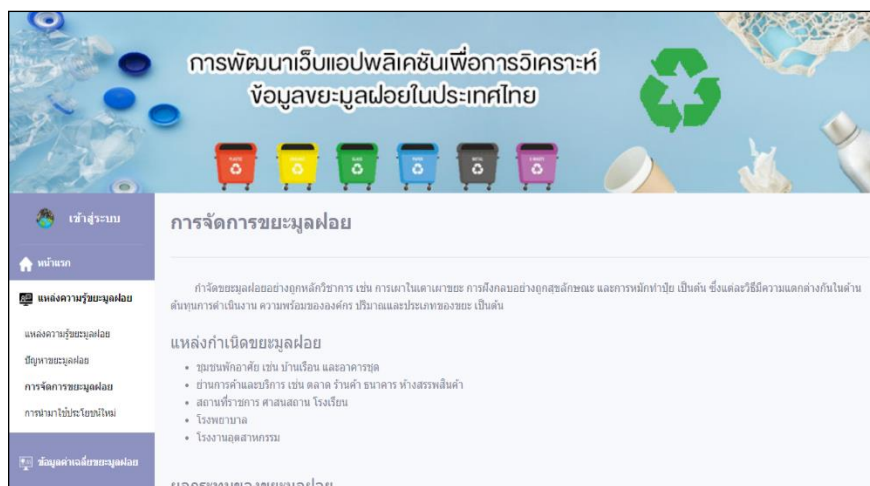 การพัฒนาเว็บแอปพลิเคชันเพื่อการวิเคราะห์
ข้อมูลขยะมูลฝอยในประเทศไทย
เข้าสู่ระบบ
หน้าแรก
แหล่งความรู้ขยะมูลฝอย
แหล่งความรู้ขยะมูลฝอย
ปัญหาขยะมูลฝอย
การจัดการขยะมูลฝอย
การนำมาใช้ประโยชน์ใหม่
ข้อมูลค่าเฉลี่ยขยะมูลฝอย
การจัดการขยะมูลฝอย
กำจัดขยะมูลฝอยอย่างถูกหลักวิชาการ เช่น การเผาในเตาเผาขยะ การฝังกลบอย่างถูกสุขลักษณะ และการหมักทำปุ๋ย เป็นต้น ซึ่งแต่ละวิธีมีความแตกต่างกันในด้าน
ต้นทุนการดำเนินงาน ความพร้อมขององค์กร ปริมาณและประเภทของขยะ เป็นต้น
แหล่งกำเนิดขยะมูลฝอย
• ชุมชนพักอาศัย เช่น บ้านเรือน และอาคารชุด
• ย่านการค้าและบริการ เช่น ตลาด ร้านค้า ธนาคาร ห้างสรรพสินค้า
• สถานที่ราชการ ศาสนสถาน โรงเรียน
• โรงพยาบาล
• โรงงานอุตสาหกรรม
ผลกระทบของขยะมูลฝอย